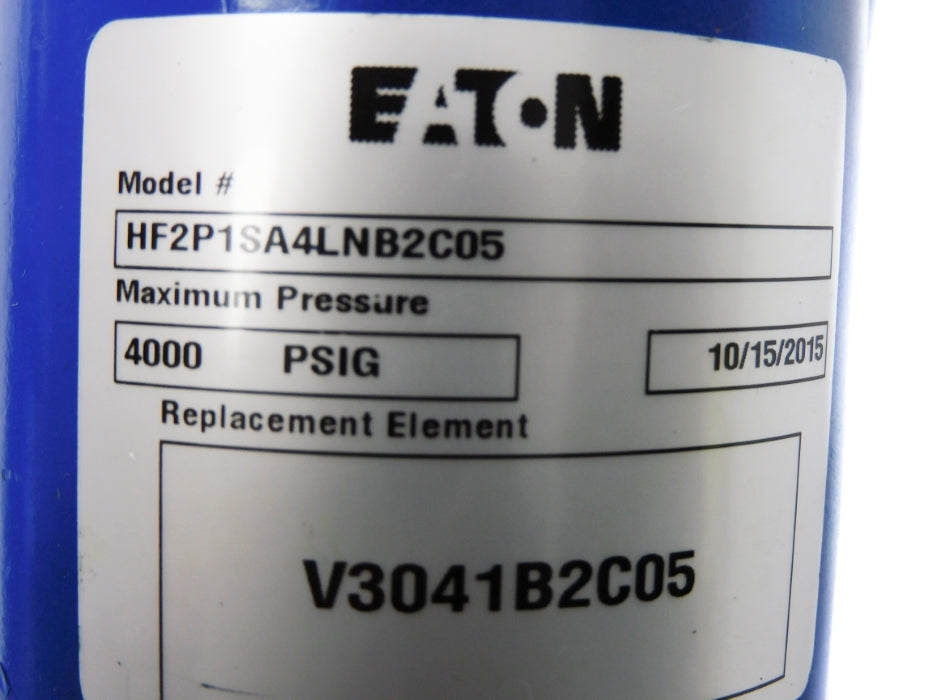 EATON
Model #
HF2P1SA4LNB2C05
Maximum Pressure
4000 PSIG
10/15/2015
Replacement Element
V3041B2C05